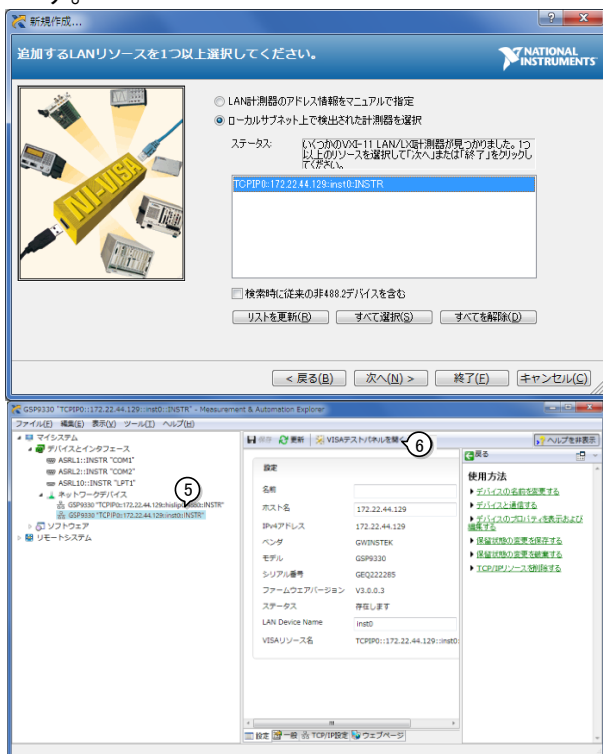 新規作成...
追加するLANリソースを1つ以上選択してください。
NATIONAL
INSTRUMENTS
NI-VISA
LAN計測器のアドレス情報をマニュアルで指定
ローカルサブネット上で検出された計測器を選択
ステータス:
いくつかのVXI-11 LAN/LXI計測器が見つかりました。1つ
以上のリソースを選択して「次へ」または「終了」をクリックし
てください。
TCPIP0::172.22.44.129::inst0::INSTR
検索時に従来の非488.2デバイスを含む
リストを更新(R)
すべて選択(S)
すべてを解除(D)
< 戻る(B)
次へ(N) >
終了(F)
キャンセル(C)
GSP9330 "TCPIP0::172.22.44.129::inst0::INSTR" - Measurement & Automation Explorer
ファイル(F) 編集(E) 表示(V) ツール(T) ヘルプ(H)
マイシステム
デバイスとインタフェース
ASRL1::INSTR "COM1"
ASRL2::INSTR "COM2"
ASRL10::INSTR "LPT1"
ネットワークデバイス
GSP9330 "TCPIP0::172.22.44.129::hislip
::INSTR"
GSP9330 "TCPIP0::172.22.44.129::inst0::INSTR"
ソフトウェア
リモートシステム
5
保存
更新
VISAテストパネルを開く
6
ヘルプを非表示
設定
名前
ホスト名
172.22.44.129
IPv4アドレス
172.22.44.129
ベンダ
GWINSTEK
モデル
GSP9330
シリアル番号
GEQ222285
ファームウェアバージョン
V3.0.0.3
ステータス
存在します
LAN Device Name
inst0
VISAリソース名
TCPIP0::172.22.44.129::inst0:
設定
一般
TCP/IP設定
ウェブページ
戻る
使用方法
デバイスの名前を変更する
デバイスと通信する
デバイスのプロパティを表示および
編集する
保留状態の変更を保存する
保留状態の変更を破棄する
TCP/IPリソースを削除する